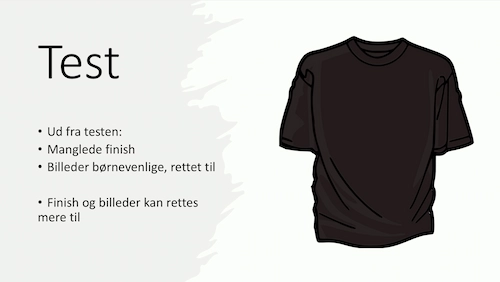 Test
• Ud fra testen:
• Manglede finish
• Billeder børnevenlige, rettet til
• Finish og billeder kan rettes
mere til